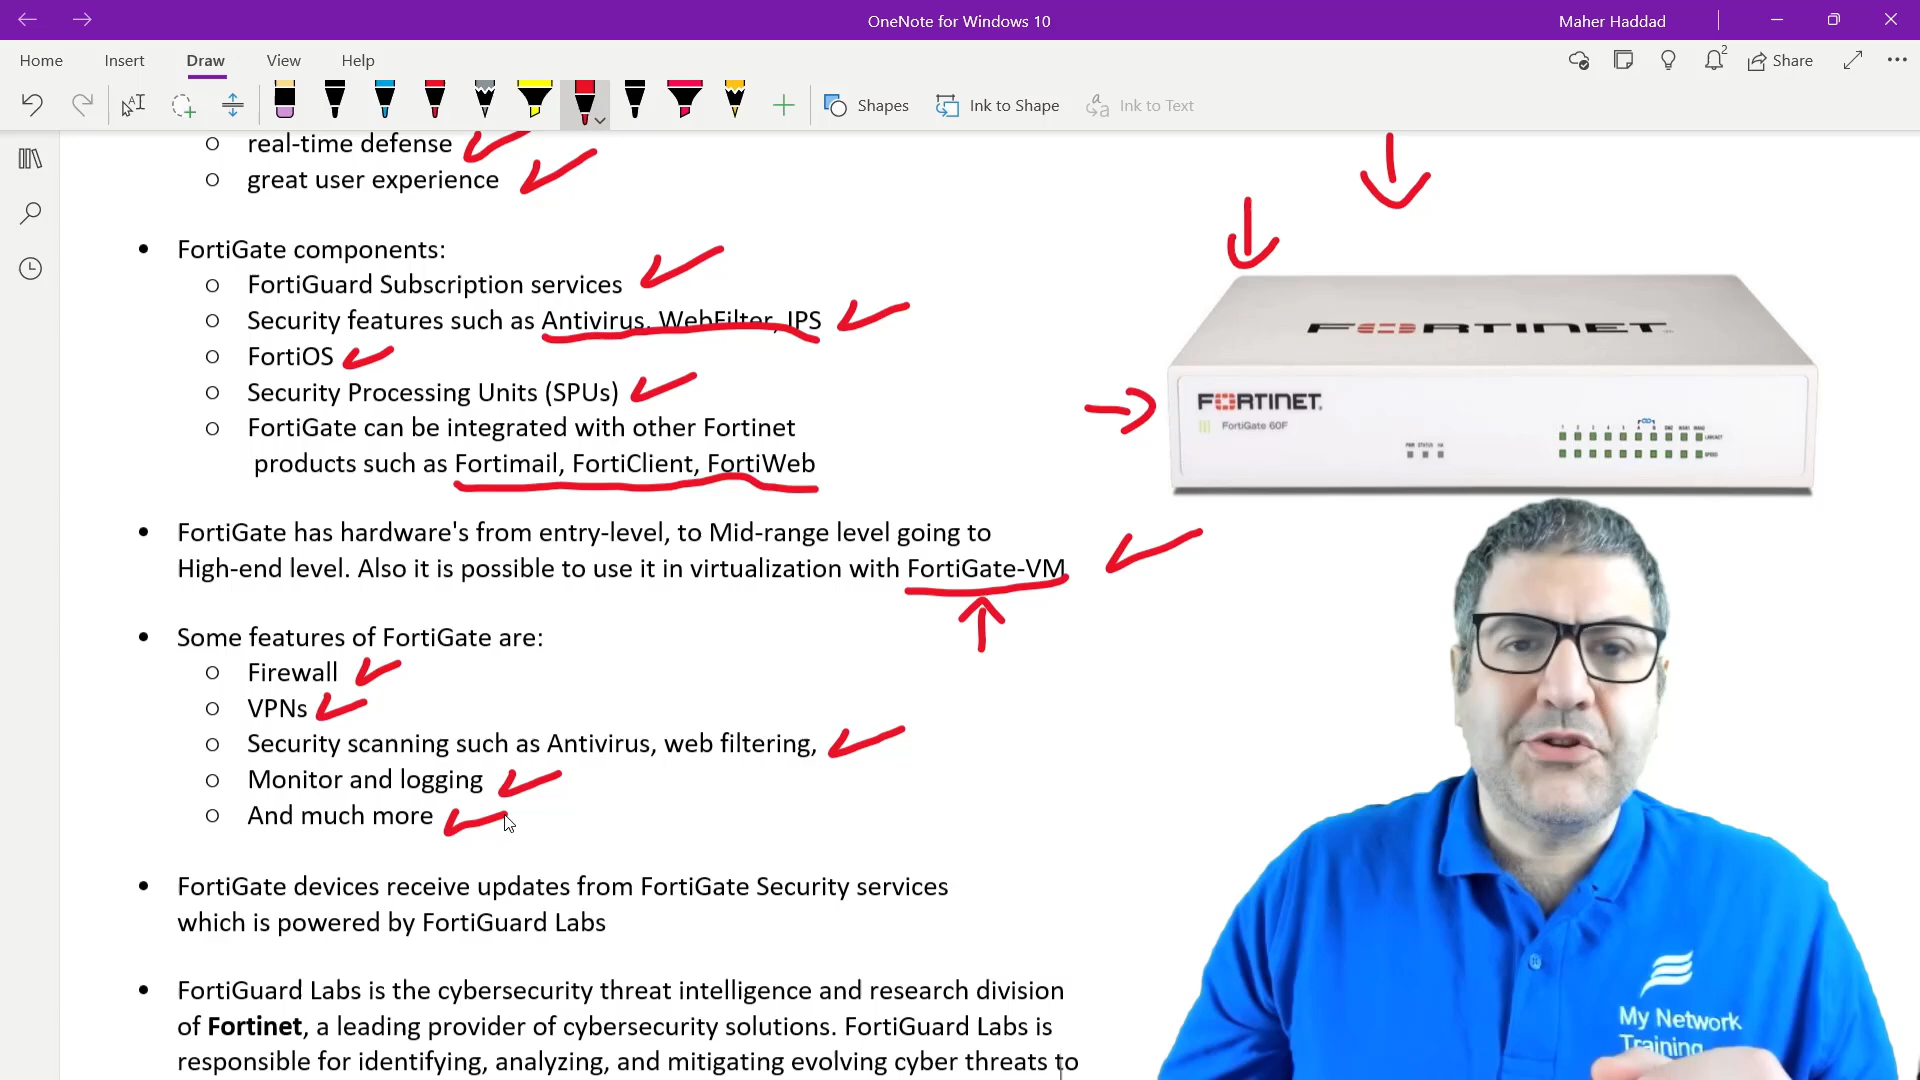 OneNote for Windows 10
Maher Haddad
Home
Insert
Draw
View
Help
2
Share
Shapes
Ink to Shape
Ink to Text
real-time defense
great user experience
FortiGate components:
FortiGuard Subscription services
Security features such as Antivirus, WebFilter, IPS
FortiOS
Security Processing Units (SPUs)
FortiGate can be integrated with other Fortinet
products such as Fortimail, FortiClient, FortiWeb
FortiGate has hardware's from entry-level, to Mid-range level going to
High-end level. Also it is possible to use it in virtualization with FortiGate-VM
Some features of FortiGate are:
Firewall
VPNs
Security scanning such as Antivirus, web filtering,
Monitor and logging
And much more
FortiGate devices receive updates from FortiGate Security services
which is powered by FortiGuard Labs
FortiGuard Labs is the cybersecurity threat intelligence and research division
of Fortinet, a leading provider of cybersecurity solutions. FortiGuard Labs is
responsible for identifying, analyzing, and mitigating evolving cyber threats to
FORTINET
FORTINET
FortiGate 60F
My Network
Training